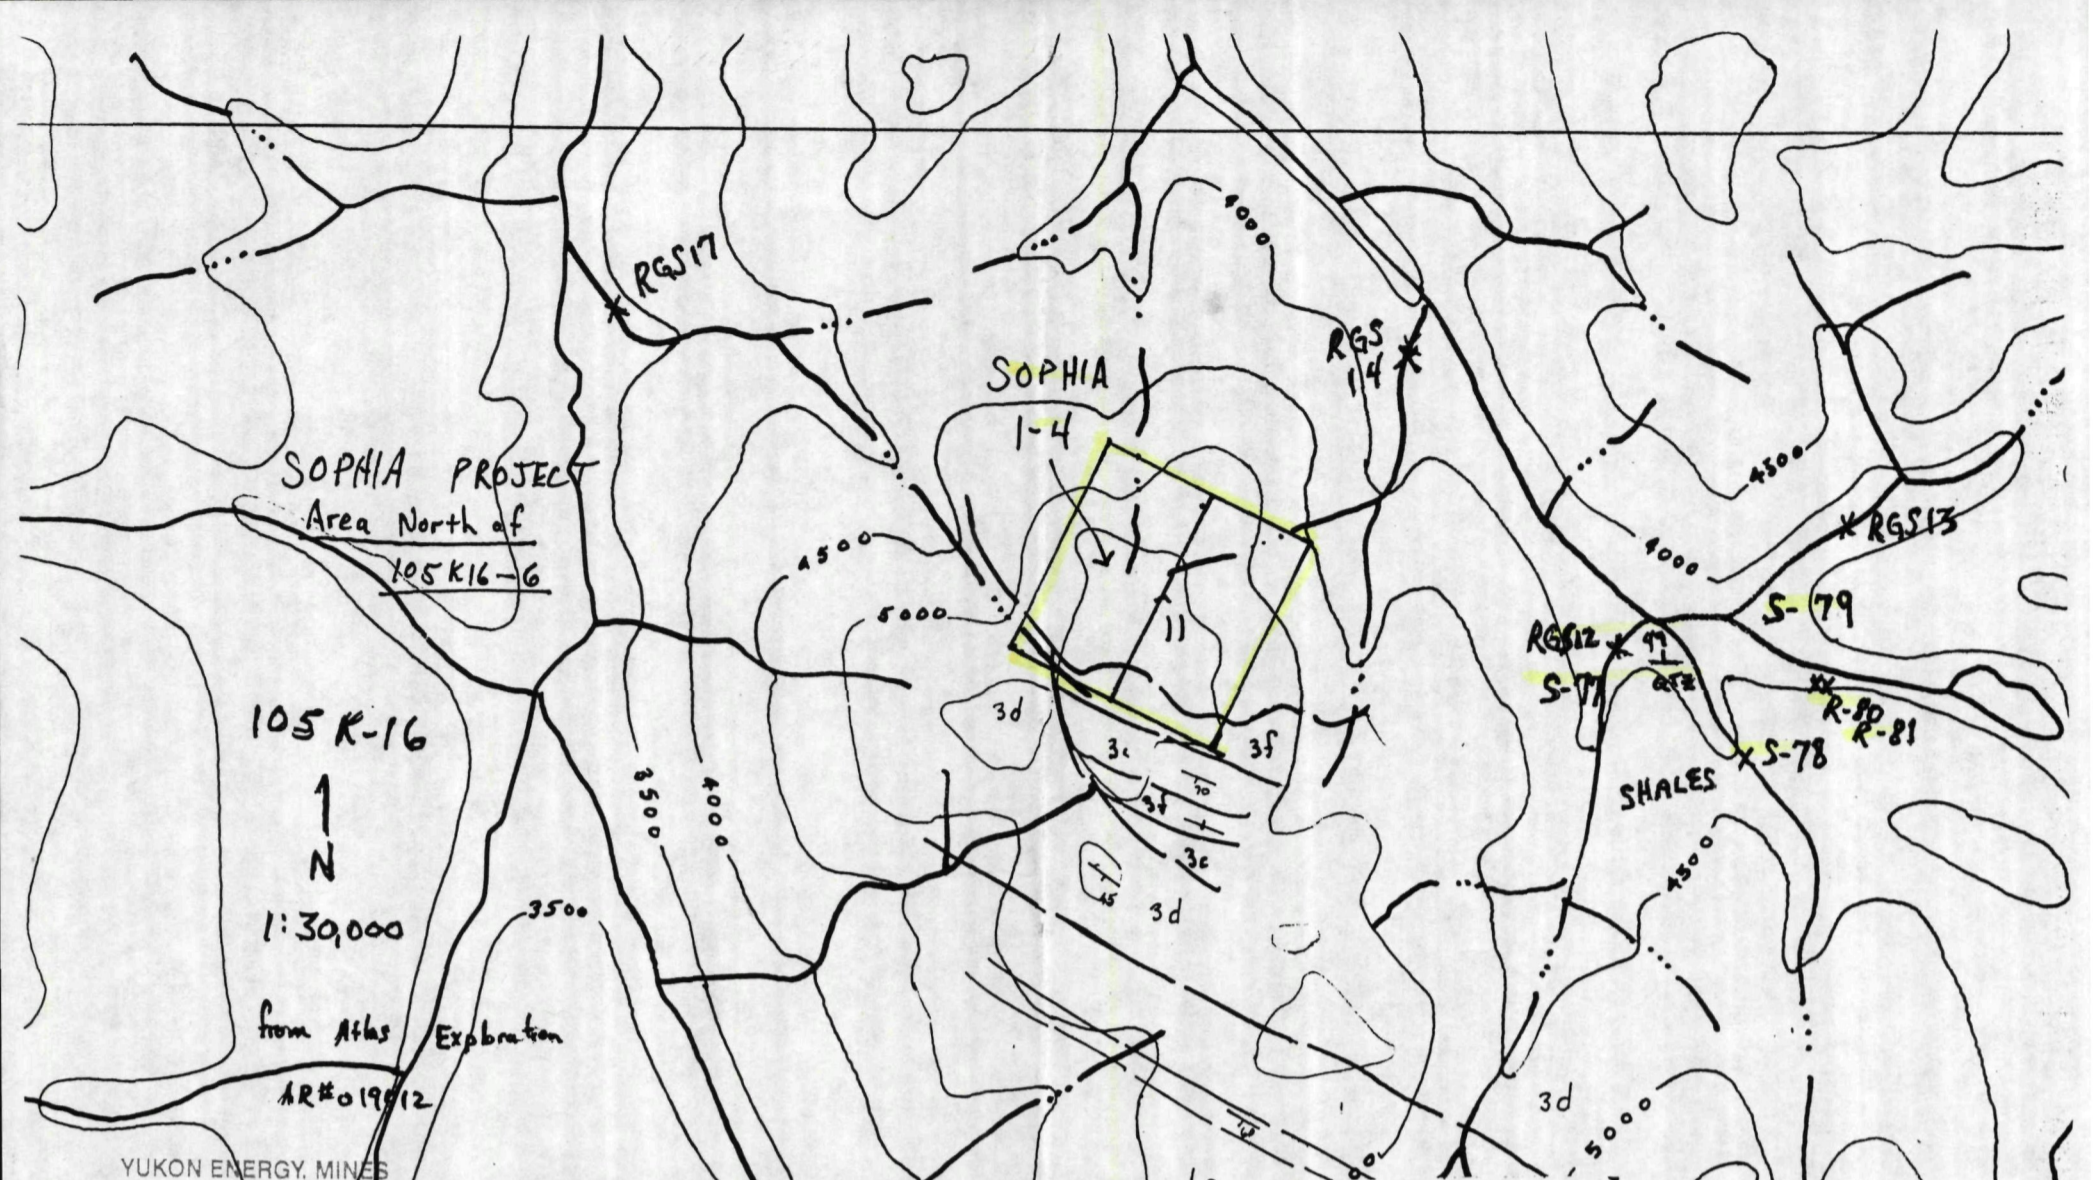 RGS17
4000
RGS
14
SOPHIA
1-4
SOPHIA PROJECT
Area North of
105K16-6
4500
4500
RGS13
4000
5000
11
S-79
RGS12
S-77
QTZ
R-80
R-81
S-78
SHALES
105 K-16
N
1:30,000
3500
4000
3d
3c
3f
70
3f
3c
45
3d
3500
4500
from Atlas Exploration
AR#019812
3d
5000
YUKON ENERGY, MINES